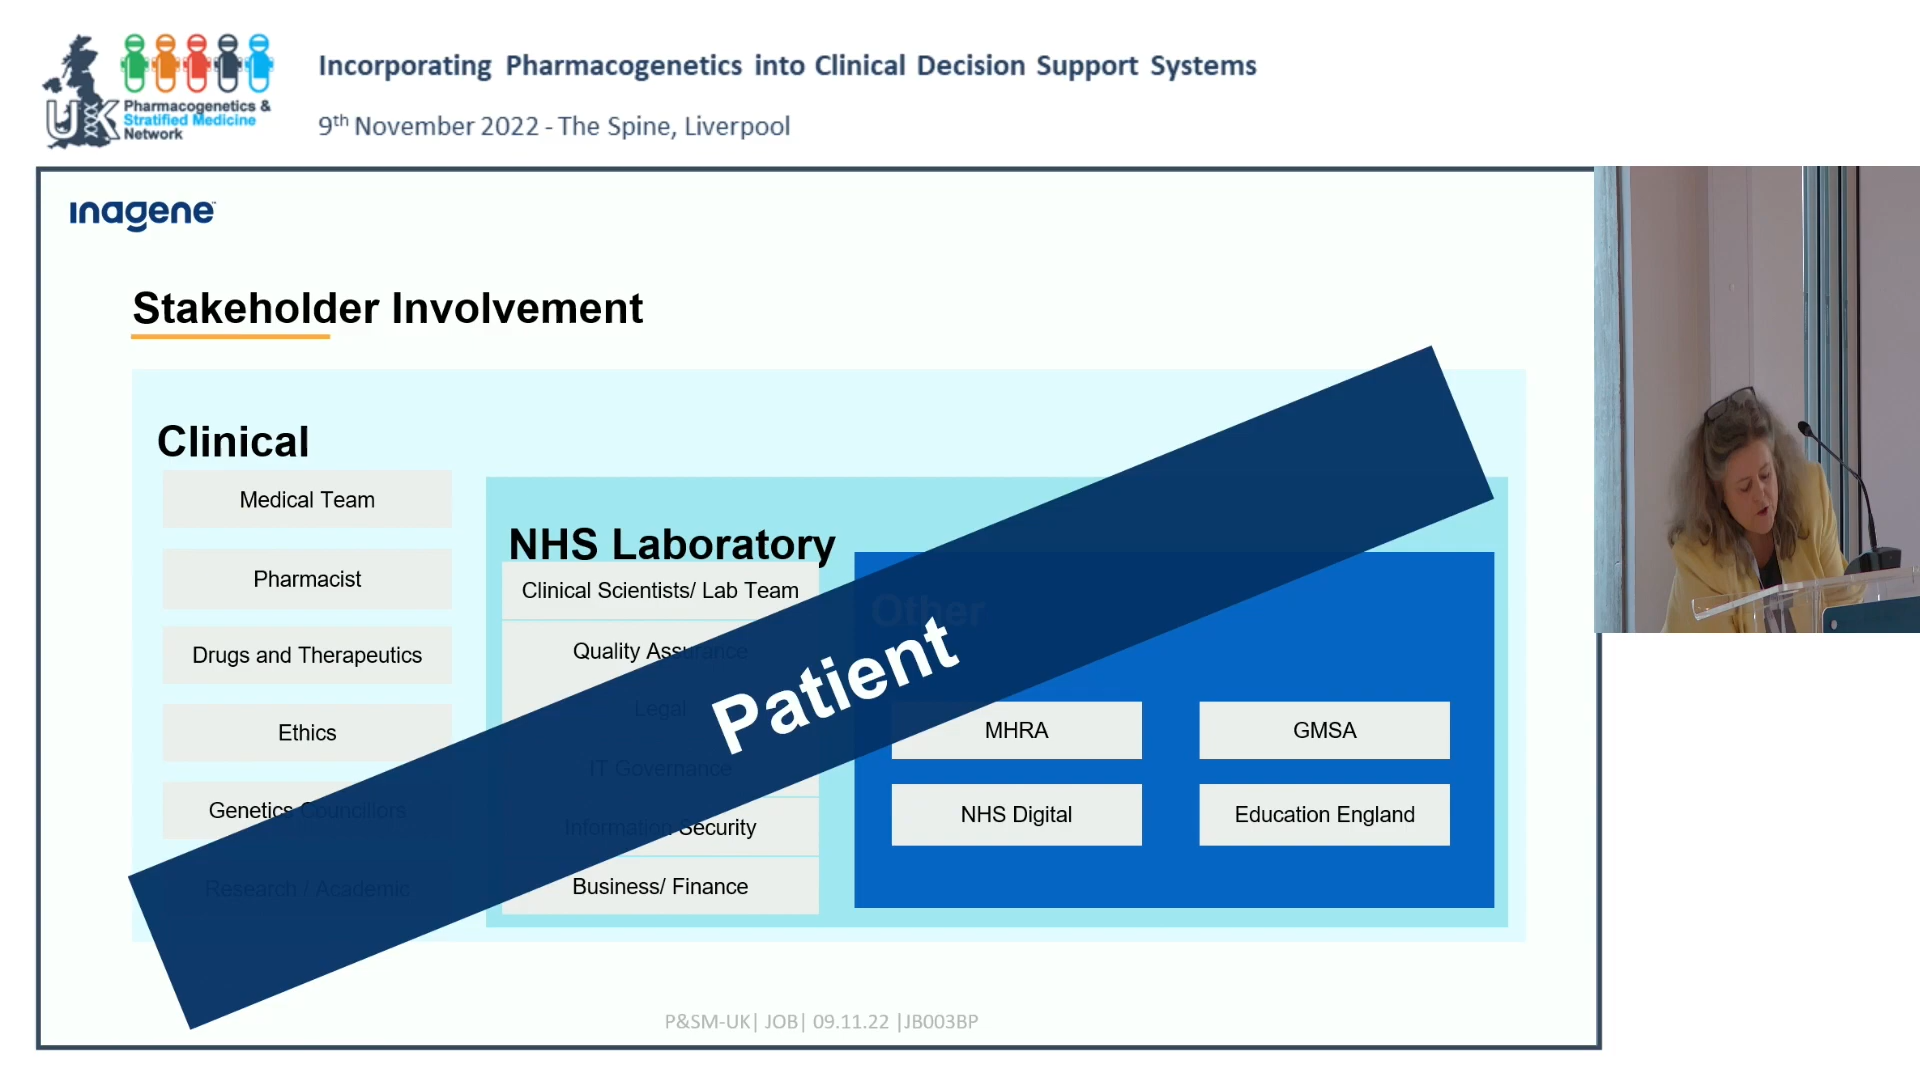 UK Pharmacogenetics &
Stratified Medicine
Network
Incorporating Pharmacogenetics into Clinical Decision Support Systems
9th November 2022 - The Spine, Liverpool
inagene
Stakeholder Involvement
Clinical
Medical Team
Pharmacist
Drugs and Therapeutics
Ethics
Genetics Councillors
Research / Academic
NHS Laboratory
Clinical Scientists/ Lab Team
Quality Assurance
Legal
IT Governance
Information Security
Business/ Finance
Other
MHRA
GMSA
NHS Digital
Education England
Patient
P&SM-UK| JOB| 09.11.22 |JB003BP